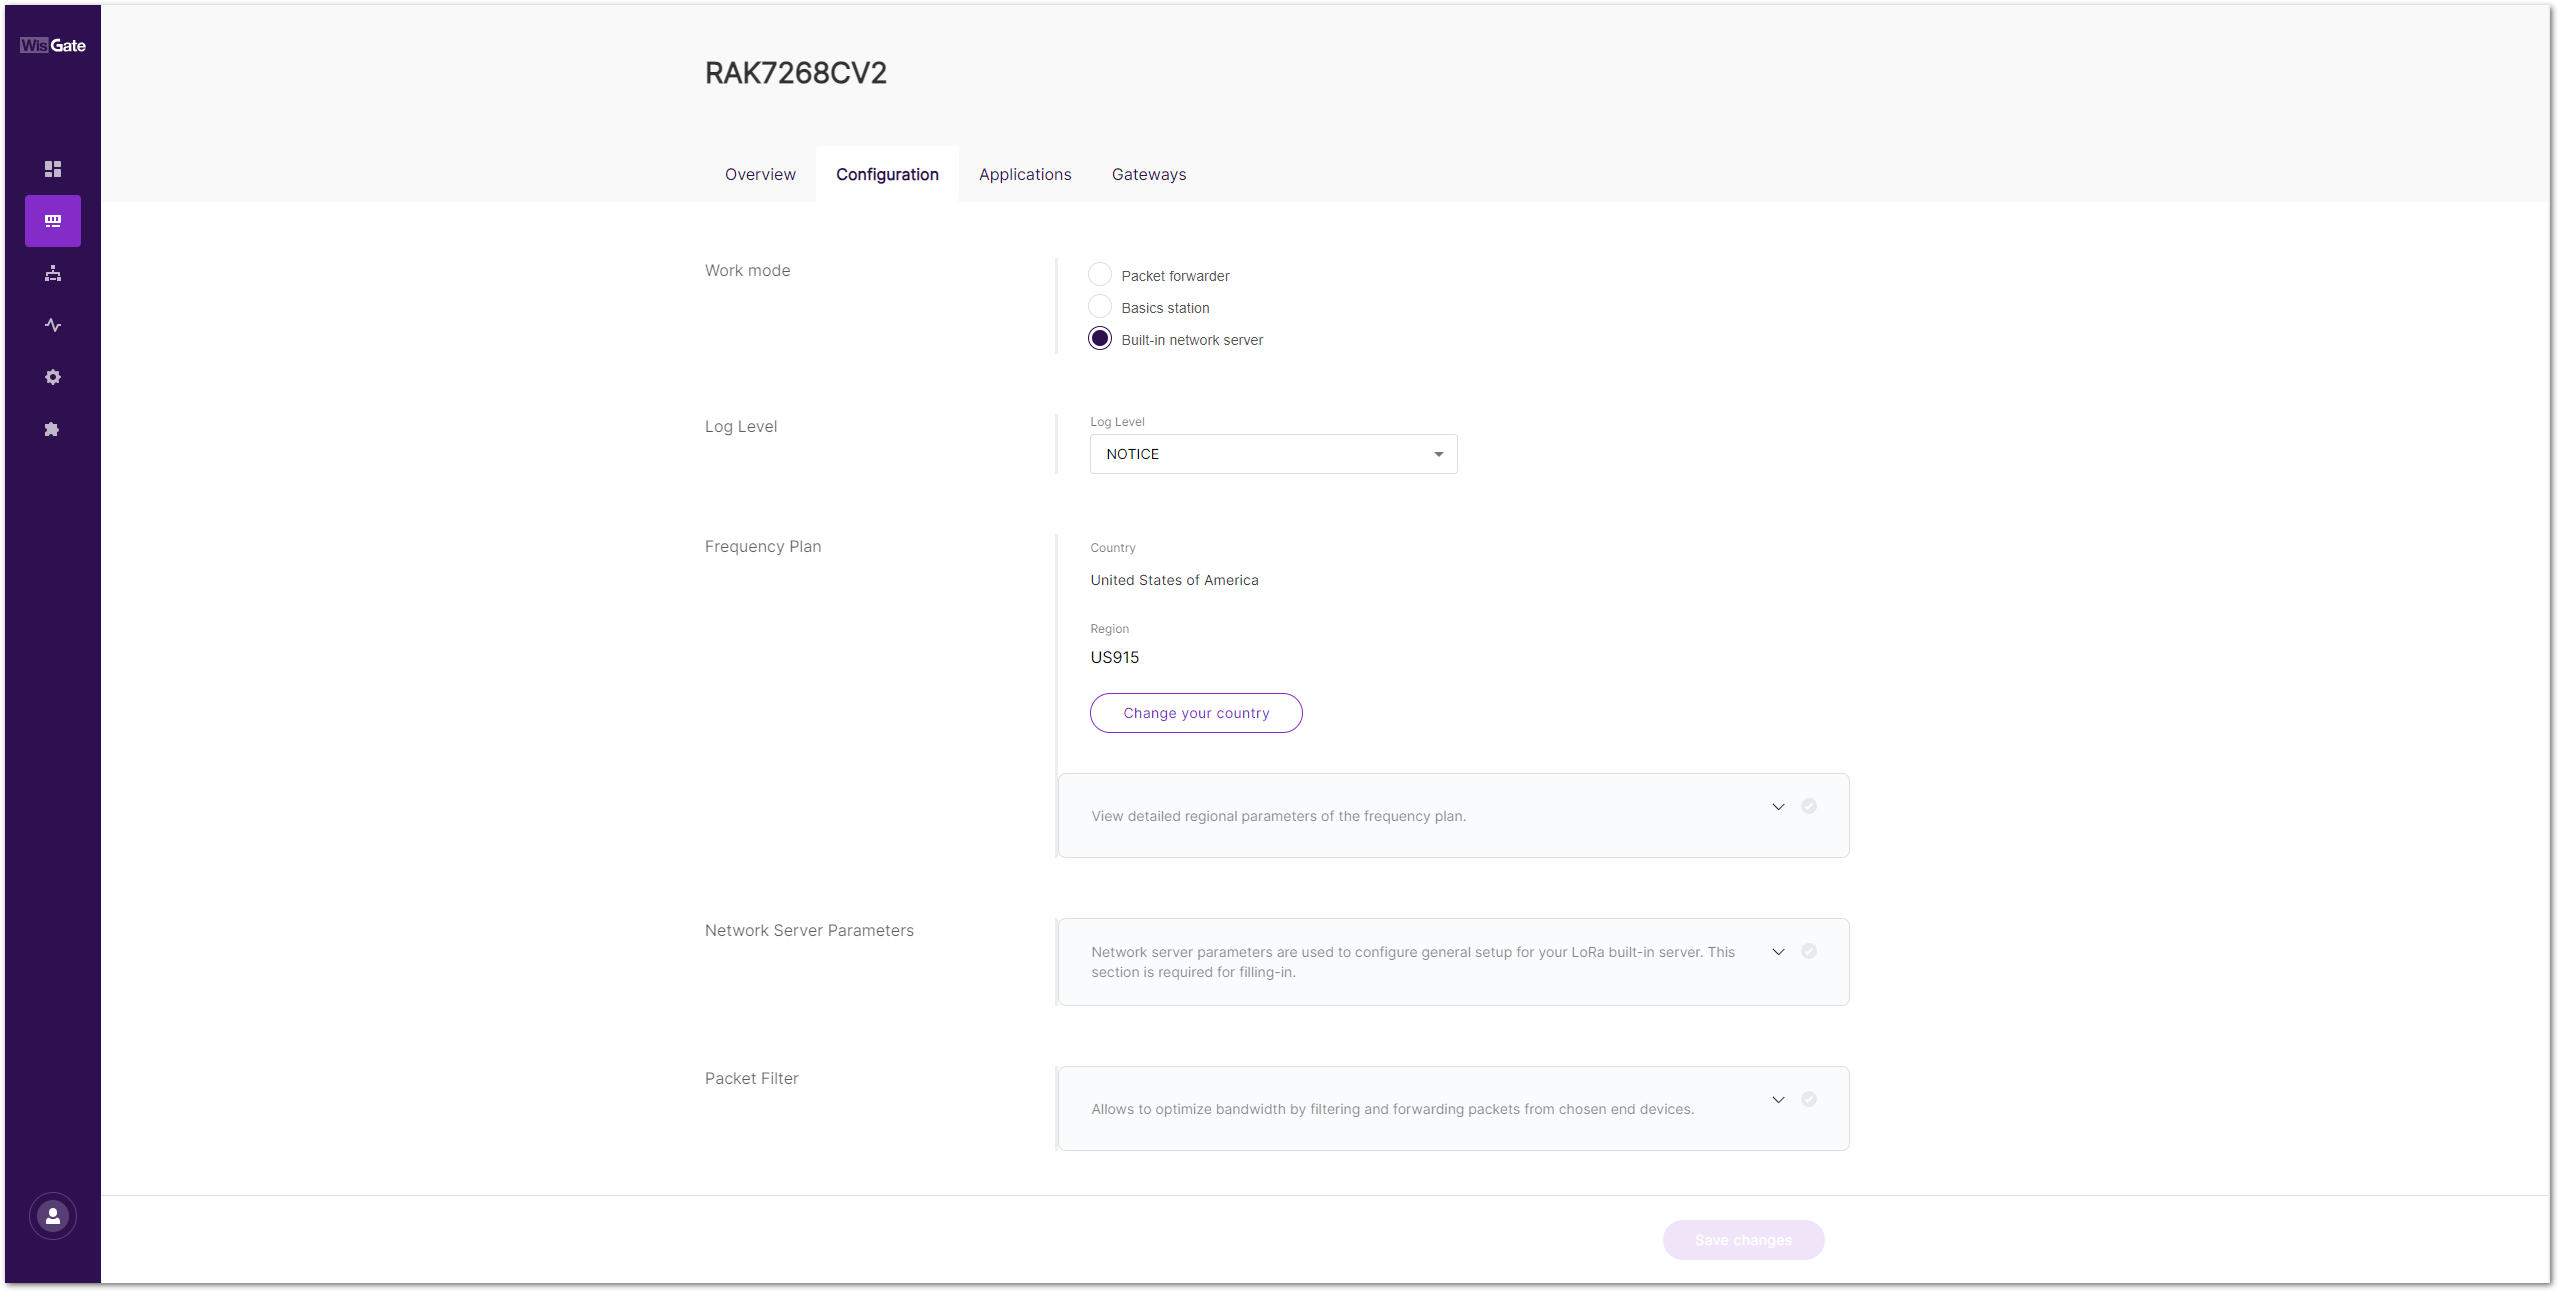 WisGate
RAK7268CV2
Overview
Configuration
Applications
Gateways
Work mode
Packet forwarder
Basics station
Built-in network server
Log Level
Log Level
NOTICE
Frequency Plan
Country
United States of America
Region
US915
Change your country
View detailed regional parameters of the frequency plan.
Network Server Parameters
Network server parameters are used to configure general setup for your LoRa built-in server. This
section is required for filling-in.
Packet Filter
Allows to optimize bandwidth by filtering and forwarding packets from chosen end devices.
Save changes